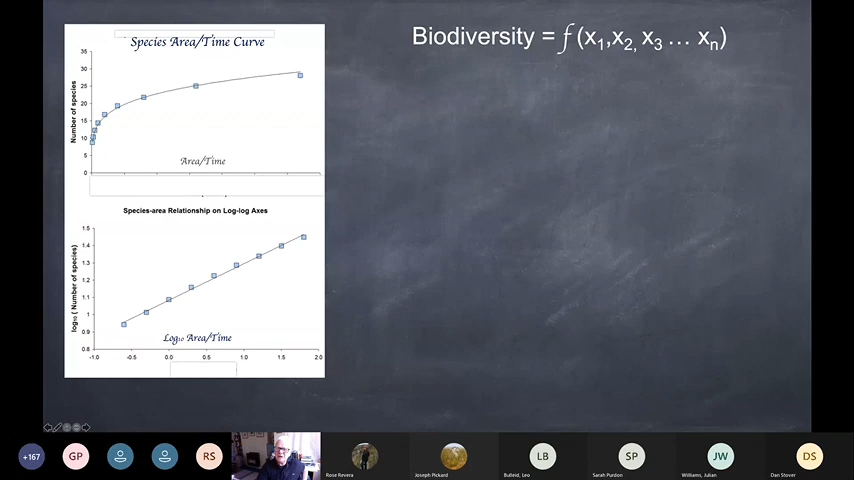 Species Area/Time Curve
35
30
25
20
15
10
5
0
Number of species
Area/Time
Species-area Relationship on Log-log Axes
1.5
1.4
1.3
1.2
1.1
1
0.9
0.8
log₁₀ ( Number of species)
Log₁₀ Area/Time
-1.0 -0.5 0.0 0.5 1.0 1.5 2.0
Biodiversity = f (x₁,x₂, x₃ … xₙ)
+167 GP RS LB SP JW DS
Rose Revera Joseph Pickard Bulleid, Leo Sarah Purdon Williams, Julian Dan Stover